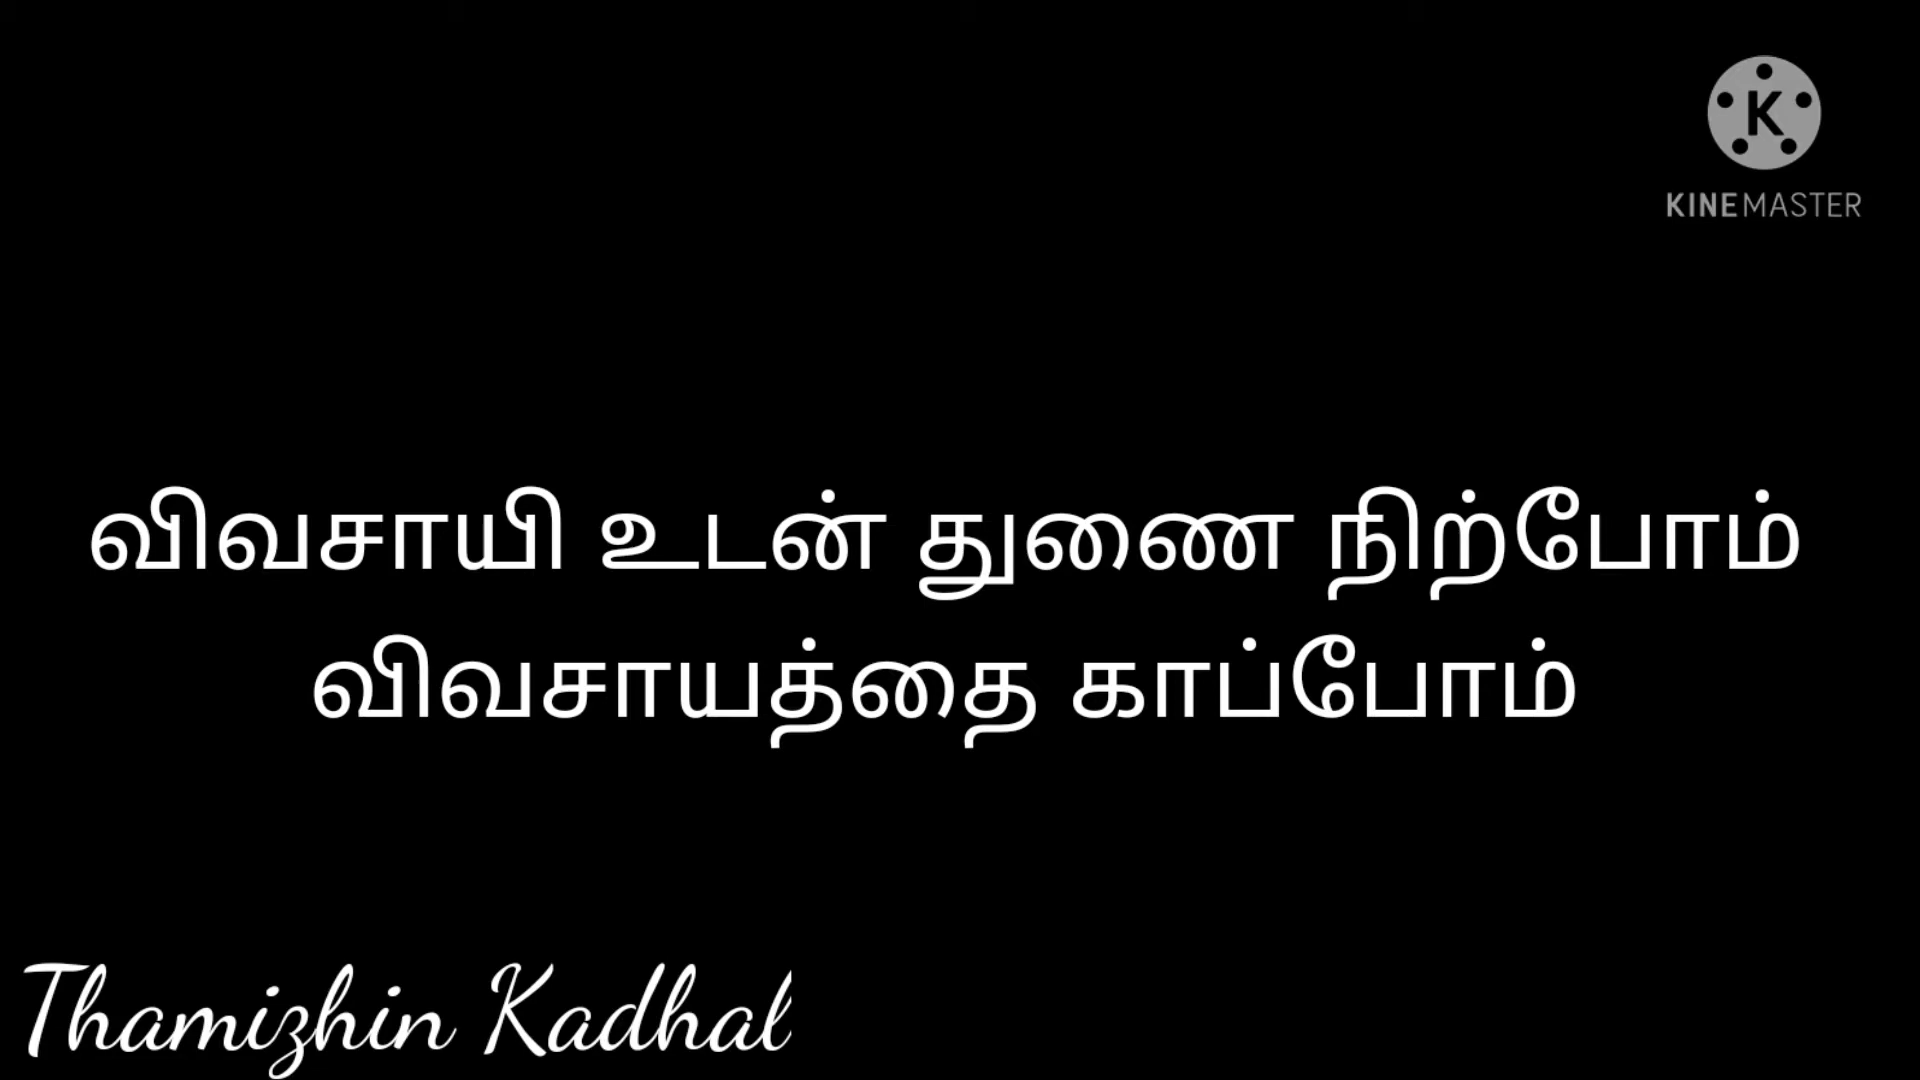 K
KINEMASTER
விவசாயி உடன் துணை நிற்போம்
விவசாயத்தை காப்போம்
Thamizhin Kadhal